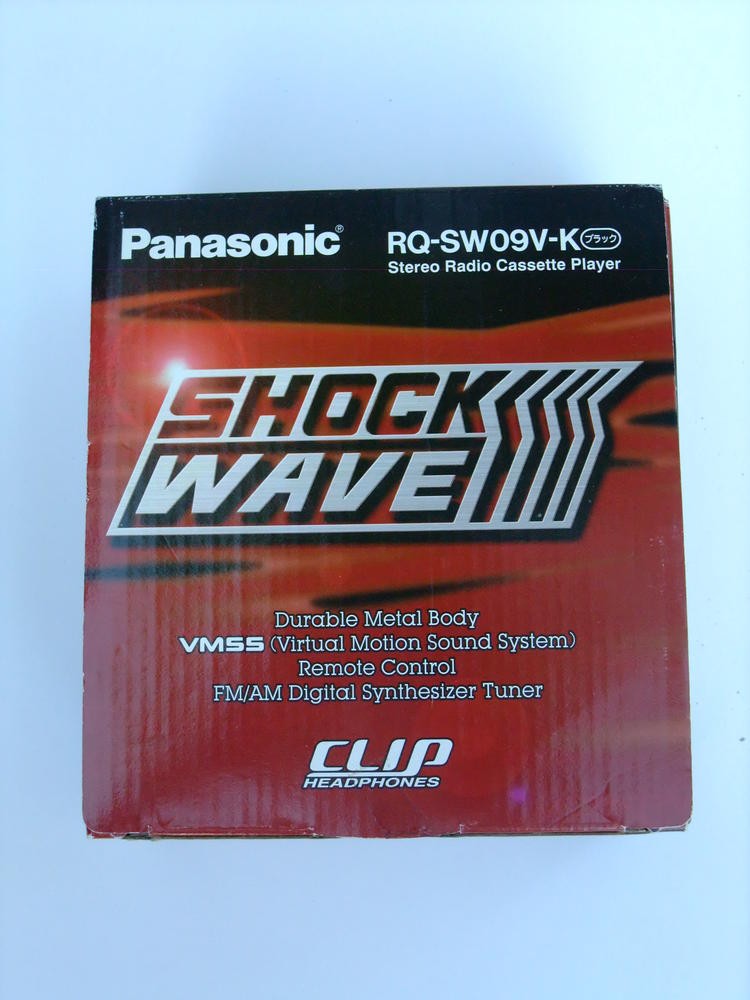 Panasonic®
RQ-SW09V-K ブラック
Stereo Radio Cassette Player
SHOCK
WAVE
Durable Metal Body
VMSS (Virtual Motion Sound System)
Remote Control
FM/AM Digital Synthesizer Tuner
CLIP
HEADPHONES